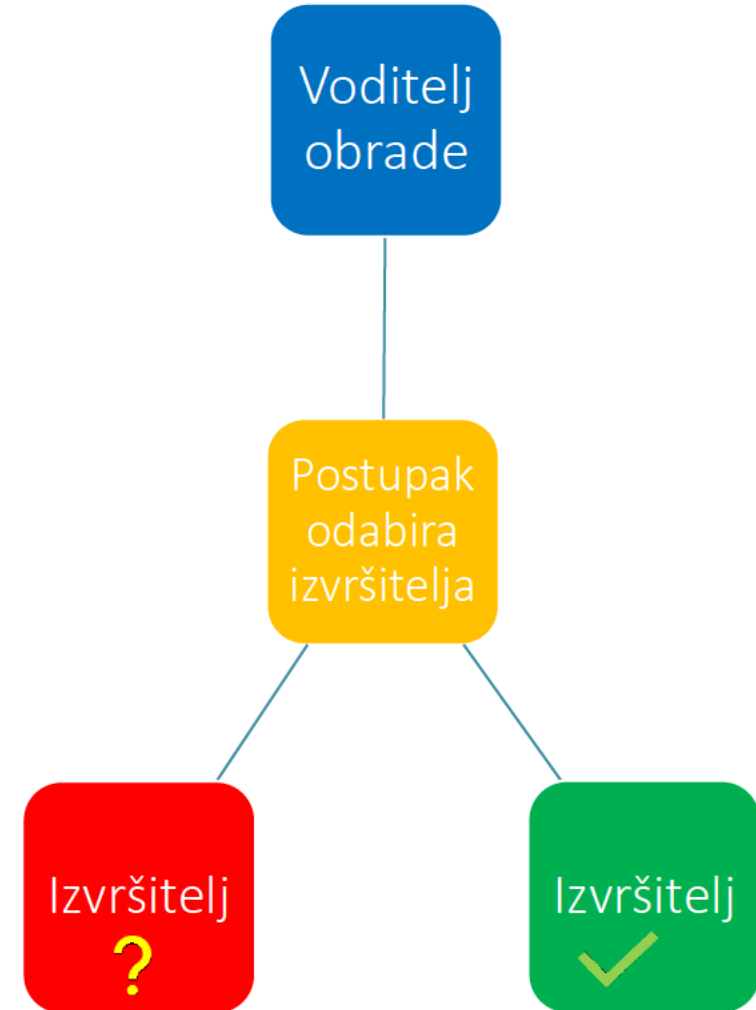 Voditelj
obrade
Postupak
odabira
izvršitelja
Izvršitelj
?
Izvršitelj
✓